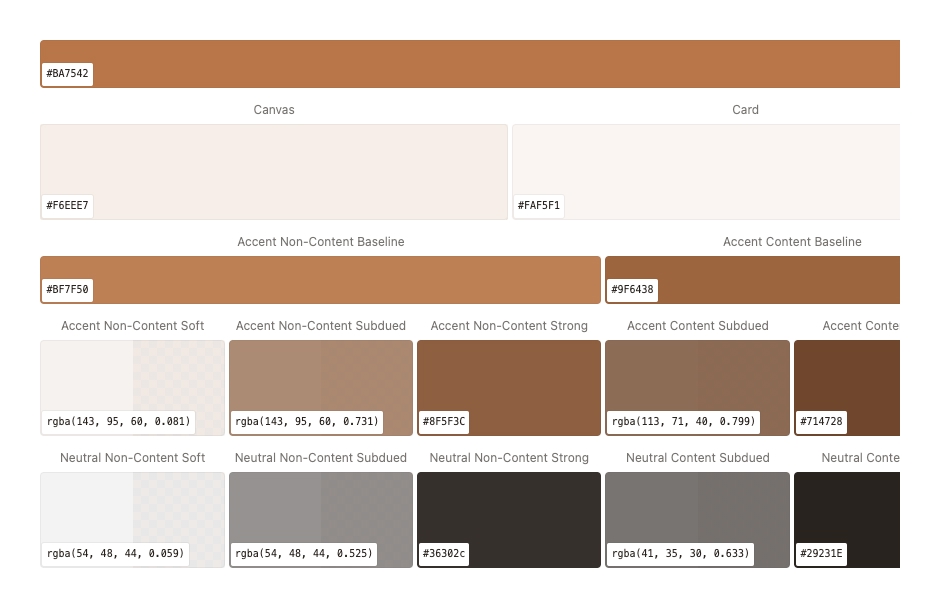 #BA7542
Canvas
Card
#F6EEE7
#FAF5F1
Accent Non-Content Baseline
Accent Content Baseline
#BF7F50
#9F6438
Accent Non-Content Soft
Accent Non-Content Subdued
Accent Non-Content Strong
Accent Content Subdued
Accent Conte
rgba(143, 95, 60, 0.081)
rgba(143, 95, 60, 0.731)
#8F5F3C
rgba(113, 71, 40, 0.799)
#714728
Neutral Non-Content Soft
Neutral Non-Content Subdued
Neutral Non-Content Strong
Neutral Content Subdued
Neutral Conte
rgba(54, 48, 44, 0.059)
rgba(54, 48, 44, 0.525)
#36302c
rgba(41, 35, 30, 0.633)
#29231E